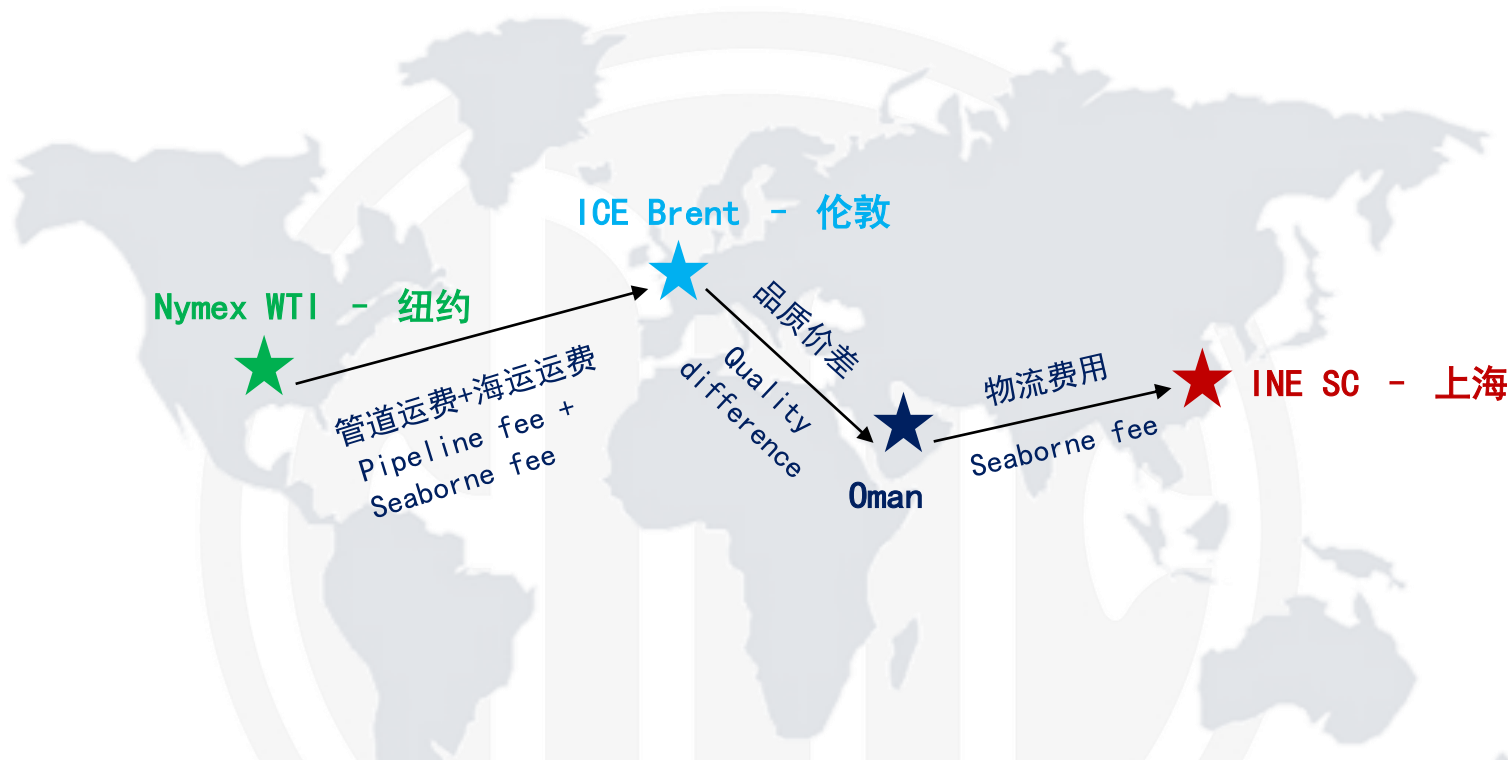 ICE Brent - 伦敦
Nymex WTI - 纽约
管道运费+海运运费
Pipeline fee +
Seaborne fee
品质价差
Quality
difference
Oman
物流费用
Seaborne fee
INE SC - 上海